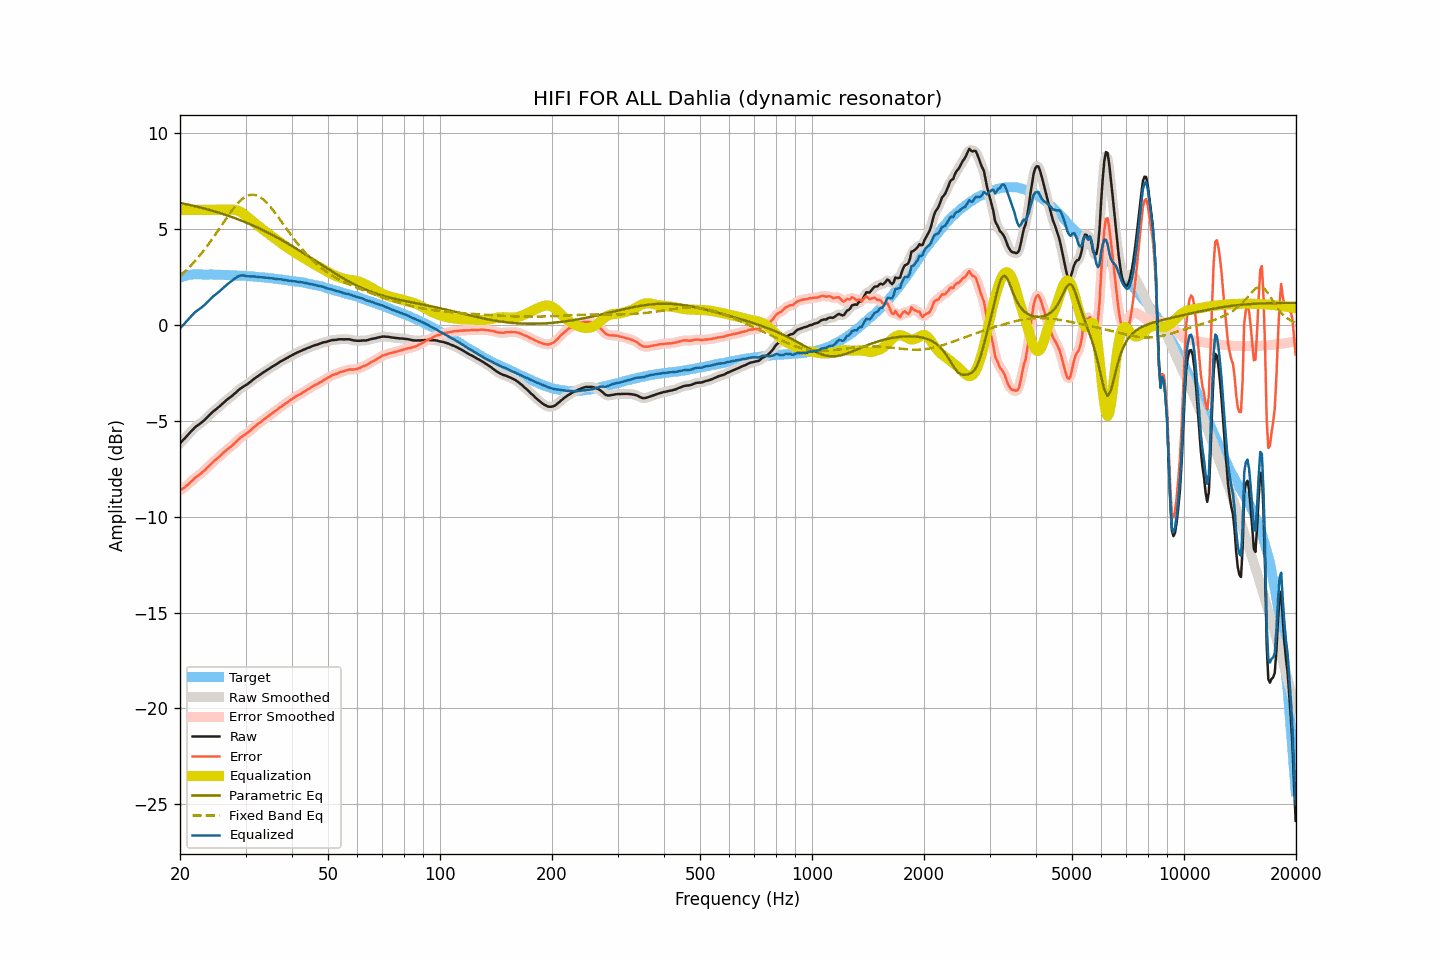 HIFI FOR ALL Dahlia (dynamic resonator)
10
5
0
−5
−10
−15
−20
−25
Amplitude (dBr)
Target
Raw Smoothed
Error Smoothed
Raw
Error
Equalization
Parametric Eq
Fixed Band Eq
Equalized
20 50 100 200 500 1000 2000 5000 10000 20000
Frequency (Hz)